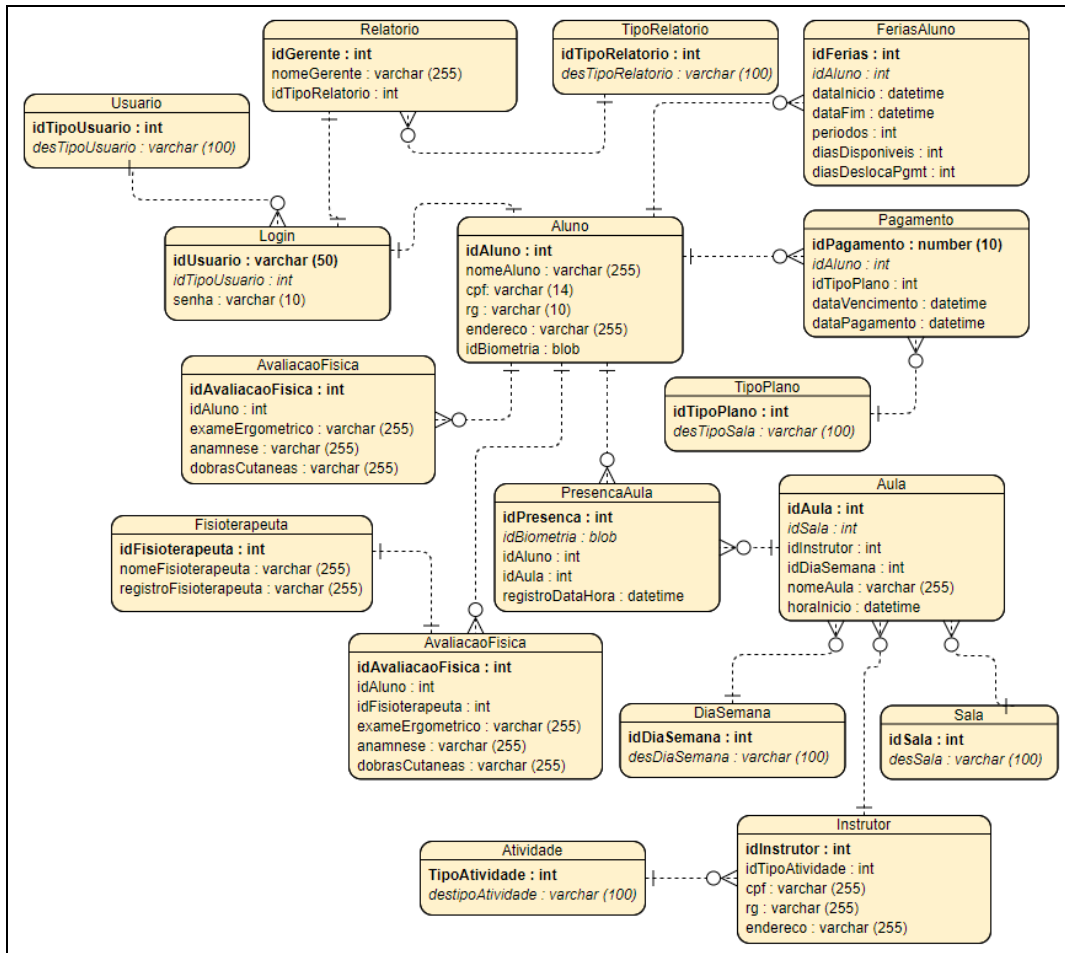 Relatorio
idGerente : int
nomeGerente : varchar (255)
idTipoRelatorio : int
TipoRelatorio
idTipoRelatorio : int
desTipoRelatorio : varchar (100)
FeriasAluno
idFerias : int
idAluno : int
dataInicio : datetime
dataFim : datetime
periodos : int
diasDisponiveis : int
diasDeslocaPgmt : int
Usuario
idTipoUsuario : int
desTipoUsuario : varchar (100)
Login
idUsuario : varchar (50)
idTipoUsuario : int
senha : varchar (10)
Aluno
idAluno : int
nomeAluno : varchar (255)
cpf: varchar (14)
rg : varchar (10)
endereco : varchar (255)
idBiometria : blob
Pagamento
idPagamento : number (10)
idAluno : int
idTipoPlano : int
dataVencimento : datetime
dataPagamento : datetime
AvaliacaoFisica
idAvaliacaoFisica : int
idAluno : int
exameErgometrico : varchar (255)
anamnese : varchar (255)
dobrasCutaneas : varchar (255)
TipoPlano
idTipoPlano : int
desTipoSala : varchar (100)
PresencaAula
idPresenca : int
idBiometria : blob
idAluno : int
idAula : int
registroDataHora : datetime
Aula
idAula : int
idSala : int
idInstrutor : int
idDiaSemana : int
nomeAula : varchar (255)
horaInicio : datetime
Fisioterapeuta
idFisioterapeuta : int
nomeFisioterapeuta : varchar (255)
registroFisioterapeuta : varchar (255)
AvaliacaoFisica
idAvaliacaoFisica : int
idAluno : int
idFisioterapeuta : int
exameErgometrico : varchar (255)
anamnese : varchar (255)
dobrasCutaneas : varchar (255)
DiaSemana
idDiaSemana : int
desDiaSemana : varchar (100)
Sala
idSala : int
desSala : varchar (100)
Atividade
TipoAtividade : int
destipoAtividade : varchar (100)
Instrutor
idInstrutor : int
idTipoAtividade : int
cpf : varchar (255)
rg : varchar (255)
endereco : varchar (255)